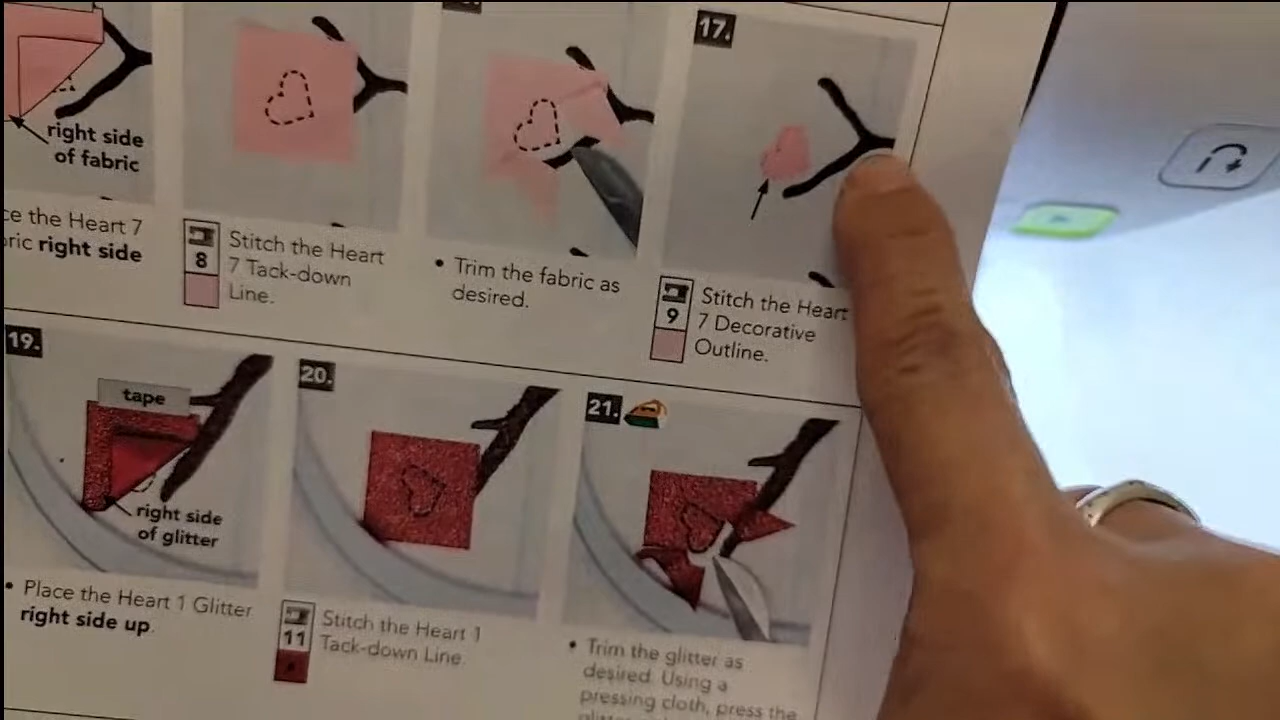 right side
of fabric
ce the Heart 7
right side
8
Stitch the Heart
7 Tack-down
Line.
• Trim the fabric as
desired.
17.
9
Stitch the Heart
7 Decorative
Outline.
19.
tape
right side
of glitter
• Place the Heart 1 Glitter
right side up.
20.
11
Stitch the Heart 1
Tack-down Line.
21.
• Trim the glitter as
desired. Using a
pressing cloth, press the